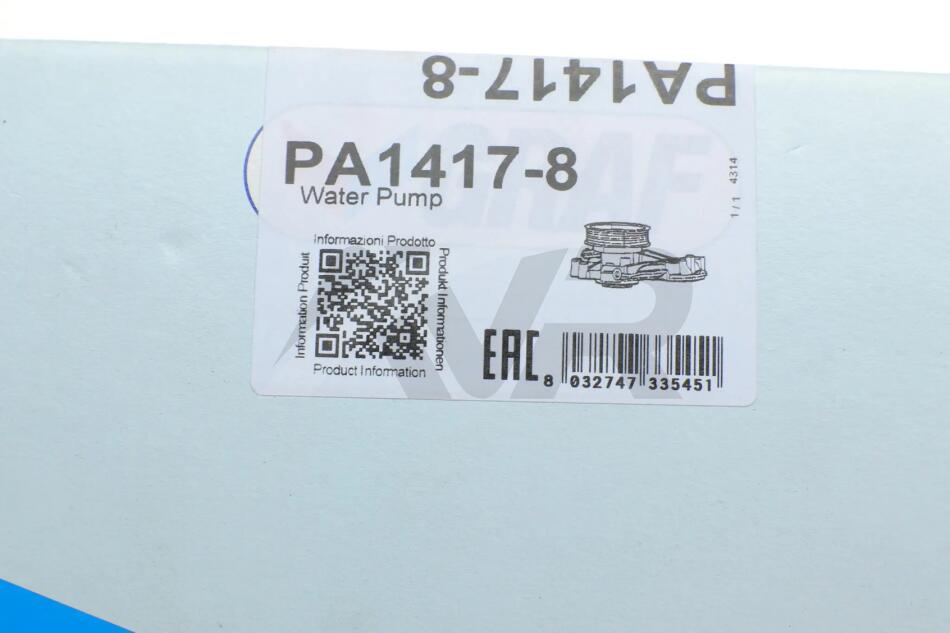 PA1417-8
PA1417-8
Water Pump
1/1 4314
Informazioni Prodotto
Information Produit
Produkt Informationen
Product Information
EAC
8 032747 335451